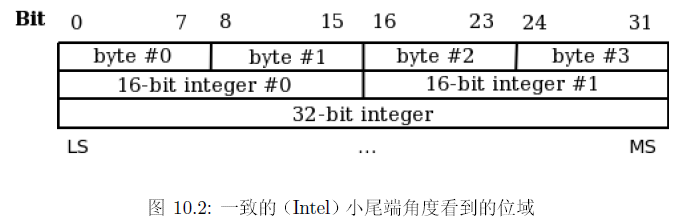 Bit 0 7 8 15 16 23 24 31
byte #0 byte #1 byte #2 byte #3
16-bit integer #0 16-bit integer #1
32-bit integer
LS ... MS
图 10.2: 一致的（Intel）小尾端角度看到的位域